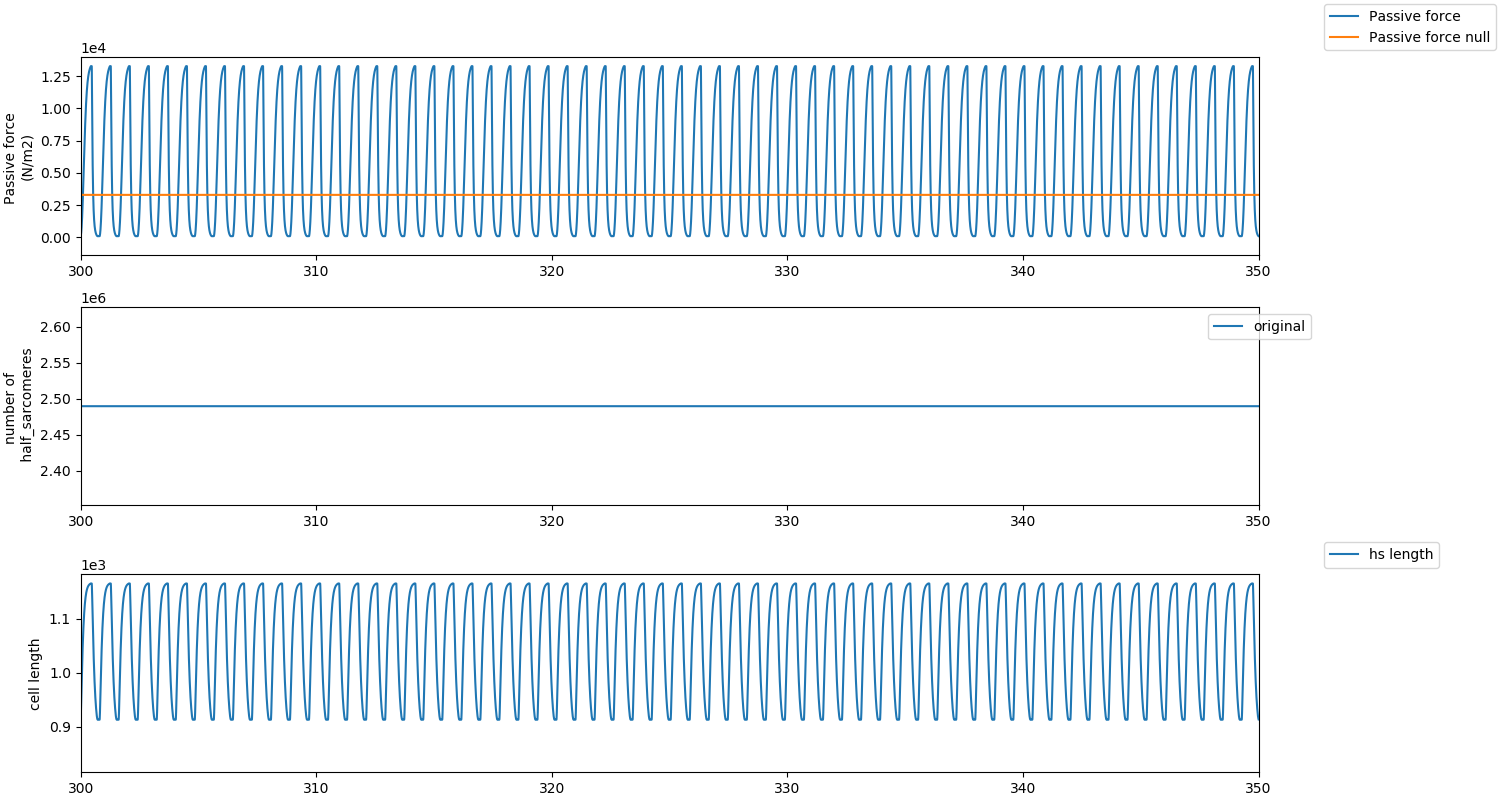 Passive force
Passive force null
1e4
Passive force
(N/m2)
1.25
1.00
0.75
0.50
0.25
0.00
300 310 320 330 340 350
1e6
original
number of
half_sarcomeres
2.60
2.55
2.50
2.45
2.40
300 310 320 330 340 350
hs length
1e3
cell length
1.1
1.0
0.9
300 310 320 330 340 350